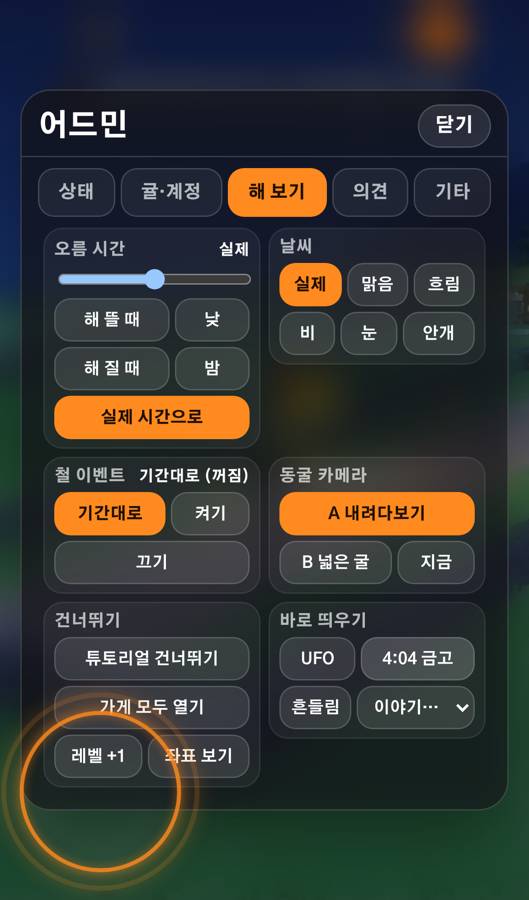 어드민
닫기
상태
귤·계정
해 보기
의견
기타
오름 시간
실제
해 뜰 때
낮
해 질 때
밤
실제 시간으로
날씨
실제
맑음
흐림
비
눈
안개
철 이벤트
기간대로 (꺼짐)
기간대로
켜기
끄기
동굴 카메라
A 내려다보기
B 넓은 굴
지금
건너뛰기
튜토리얼 건너뛰기
가게 모두 열기
레벨 +1
좌표 보기
바로 띄우기
UFO
4:04 금고
흔들림
이야기…